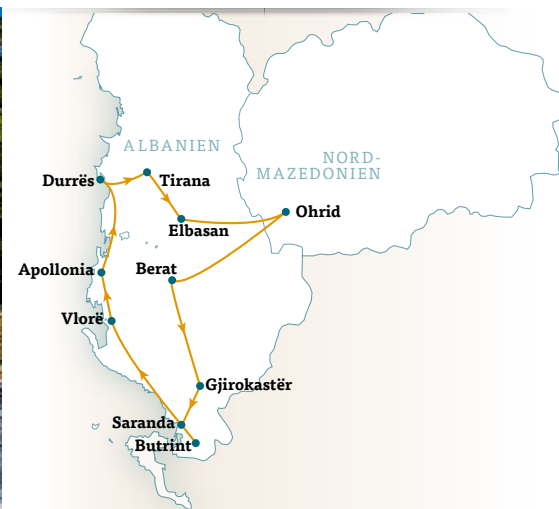 ALBANIEN
NORD-
MAZEDONIEN
Durrës
Tirana
Ohrid
Elbasan
Apollonia
Berat
Vlorë
Gjirokastër
Saranda
Butrint